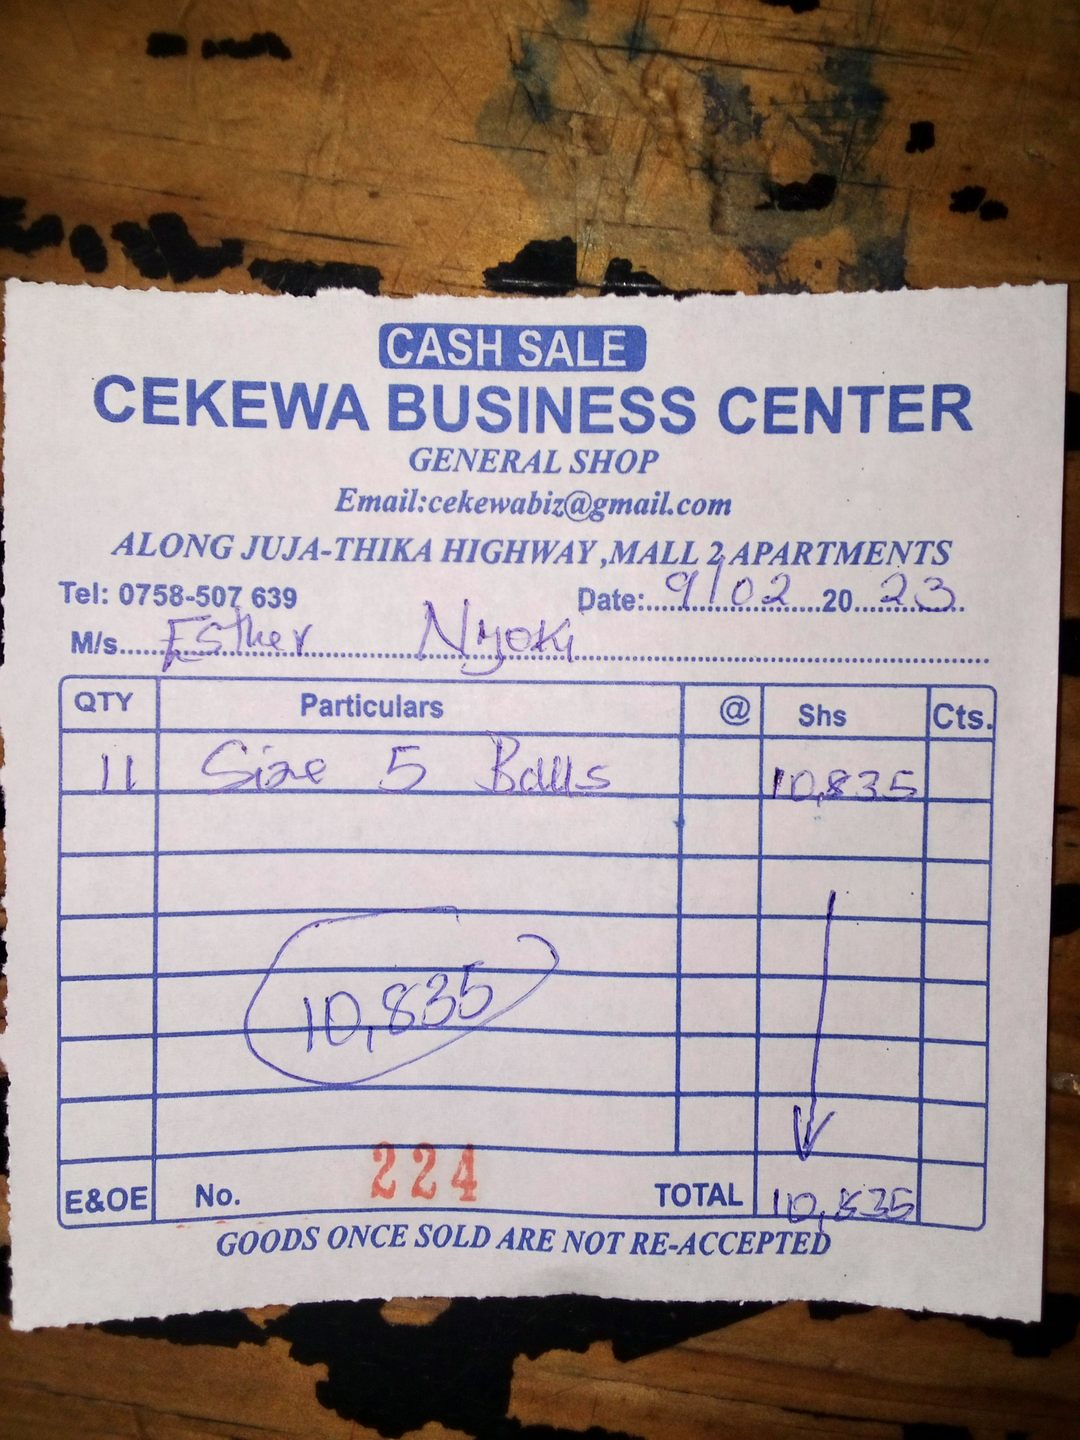 CASH SALE
CEKEWA BUSINESS CENTER
GENERAL SHOP
Email:cekewabiz@gmail.com
ALONG JUJA-THIKA HIGHWAY,MALL 2 APARTMENTS
Tel: 0758-507 639 Date:....9/02....20...23...
M/s....Esther Njoki....
QTY Particulars @ Shs Cts.
11 Size 5 Balls 10,835
10,835
E&OE No. 224 TOTAL 10,835
GOODS ONCE SOLD ARE NOT RE-ACCEPTED